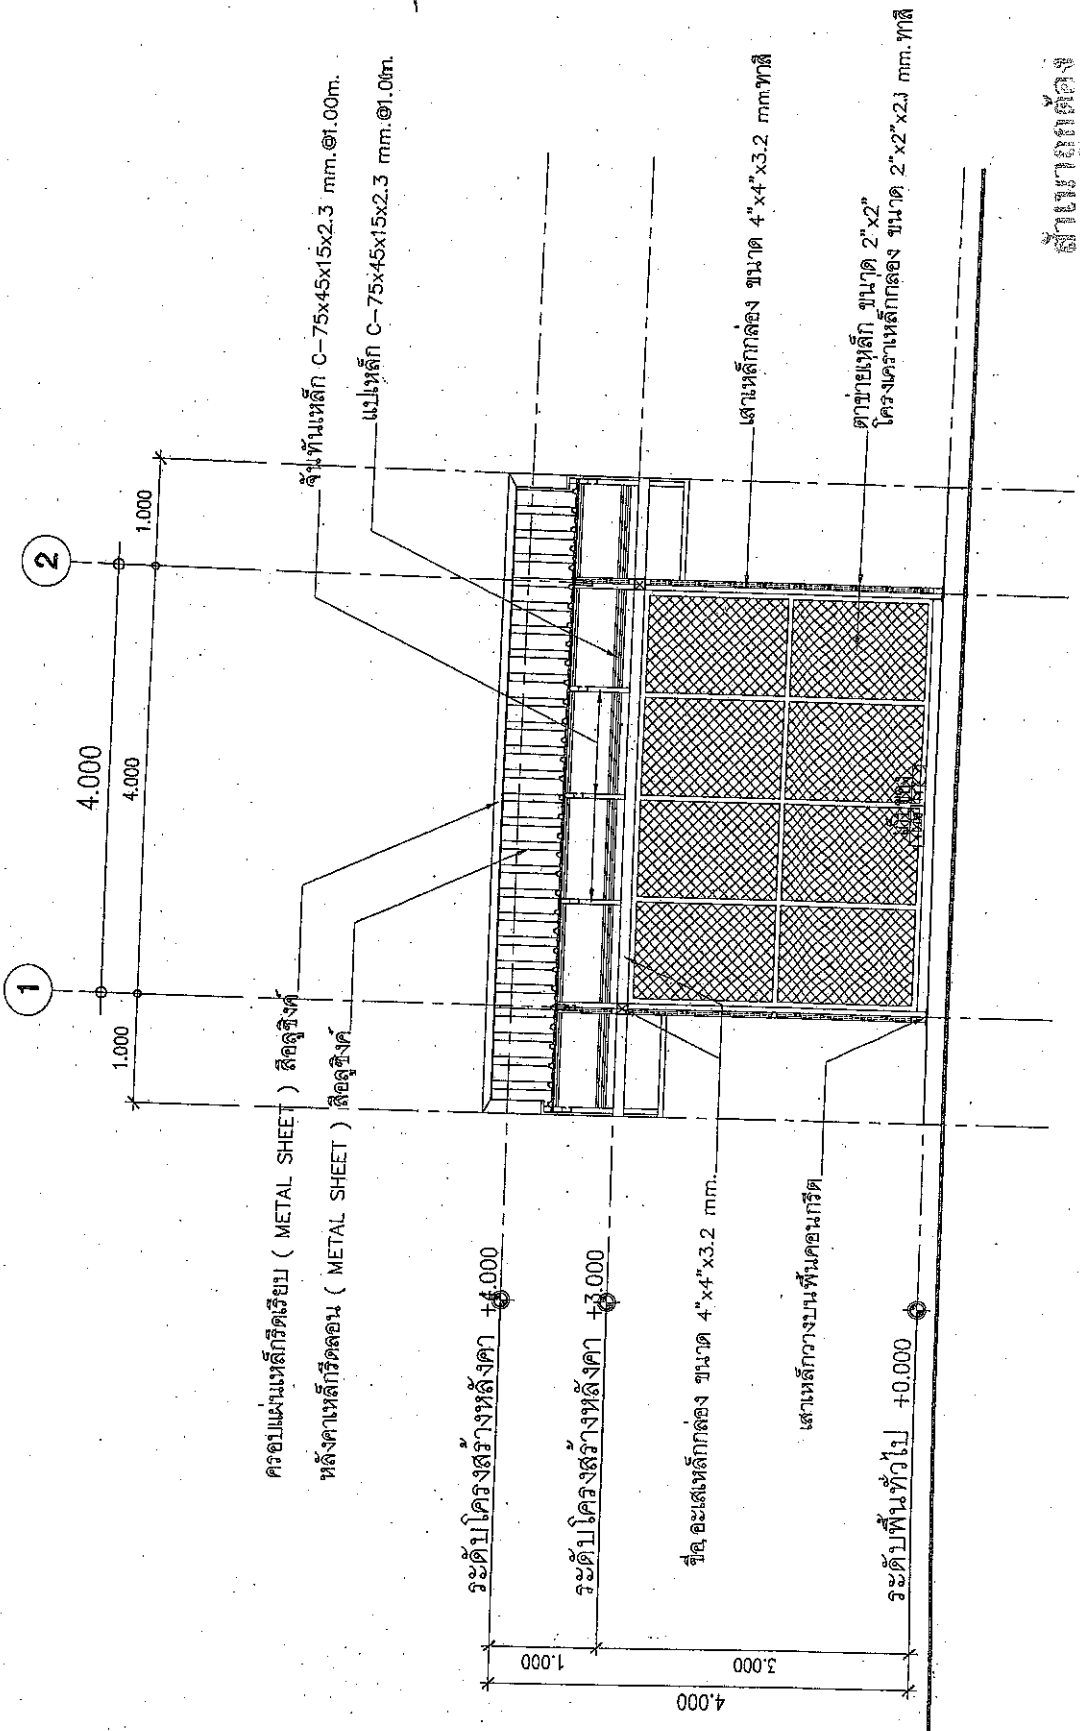 1
2
4.000
1.000
4.000
1.000
ครอบแผ่นเหล็กรีดเรียบ ( METAL SHEET ) สีอลูซิงค์
หลังคาเหล็กรีดลอน ( METAL SHEET ) สีอลูซิงค์
จันทันเหล็ก C-75x45x15x2.3 mm.@1.00m.
แปเหล็ก C-75x45x15x2.3 mm.@1.00m.
ระดับโครงสร้างหลังคา +4.000
ระดับโครงสร้างหลังคา +3.000
ขื่อ,อะเสเหล็กกล่อง ขนาด 4"x4"x3.2 mm.
เสาเหล็กวางบนพื้นคอนกรีต
ระดับพื้นทั่วไป +0.000
เสาเหล็กกล่อง ขนาด 4"x4"x3.2 mm.ทาสี
ตาข่ายเหล็ก ขนาด 2"x2"
โครงเคราเหล็กกล่อง ขนาด 2"x2"x2.3 mm.ทาสี
1.000
3.000
4.000
สำเนาถูกต้อง